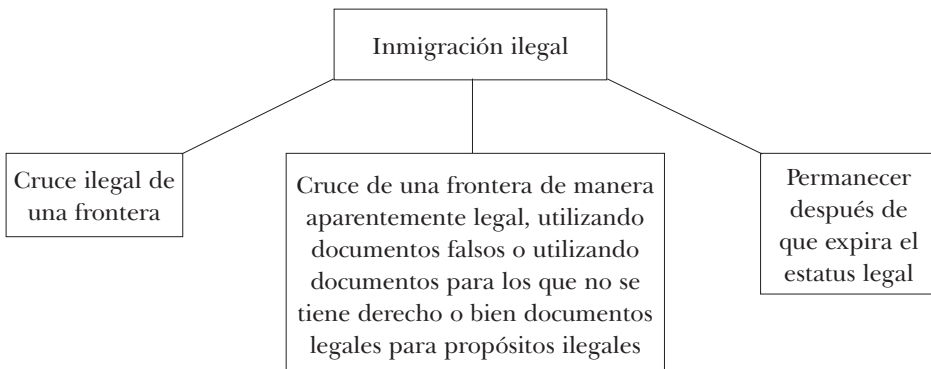 Inmigración ilegal
Cruce ilegal de
una frontera
Cruce de una frontera de manera
aparentemente legal, utilizando
documentos falsos o utilizando
documentos para los que no se
tiene derecho o bien documentos
legales para propósitos ilegales
Permanecer
después de
que expira el
estatus legal